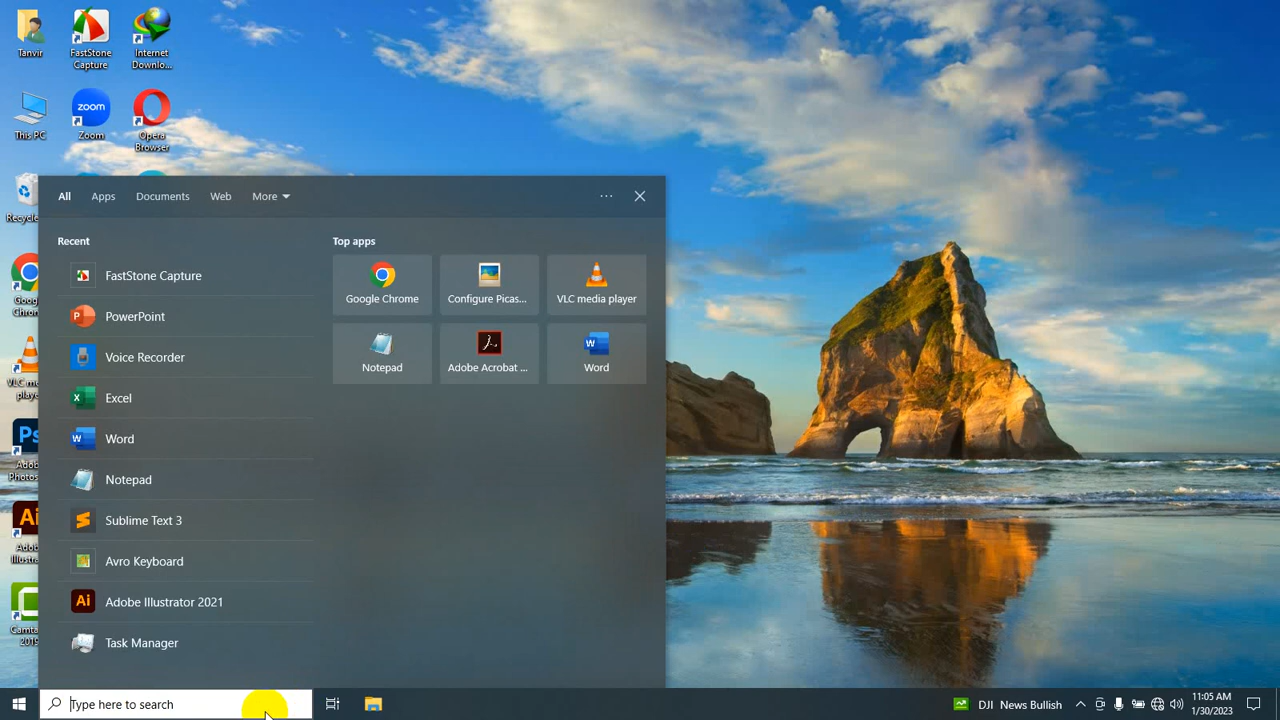 Tanvir
FastStone
Capture
Internet
Downlo...
This PC
zoom
Zoom
Opera
Browser
All
Apps
Documents
Web
More
Recent
FastStone Capture
PowerPoint
Voice Recorder
Excel
Word
Notepad
Sublime Text 3
Avro Keyboard
Ai
Adobe Illustrator 2021
Task Manager
Top apps
Google Chrome
Configure Picas...
VLC media player
Notepad
Adobe Acrobat ...
Word
Type here to search
DJI News Bullish
11:05 AM
1/30/2023